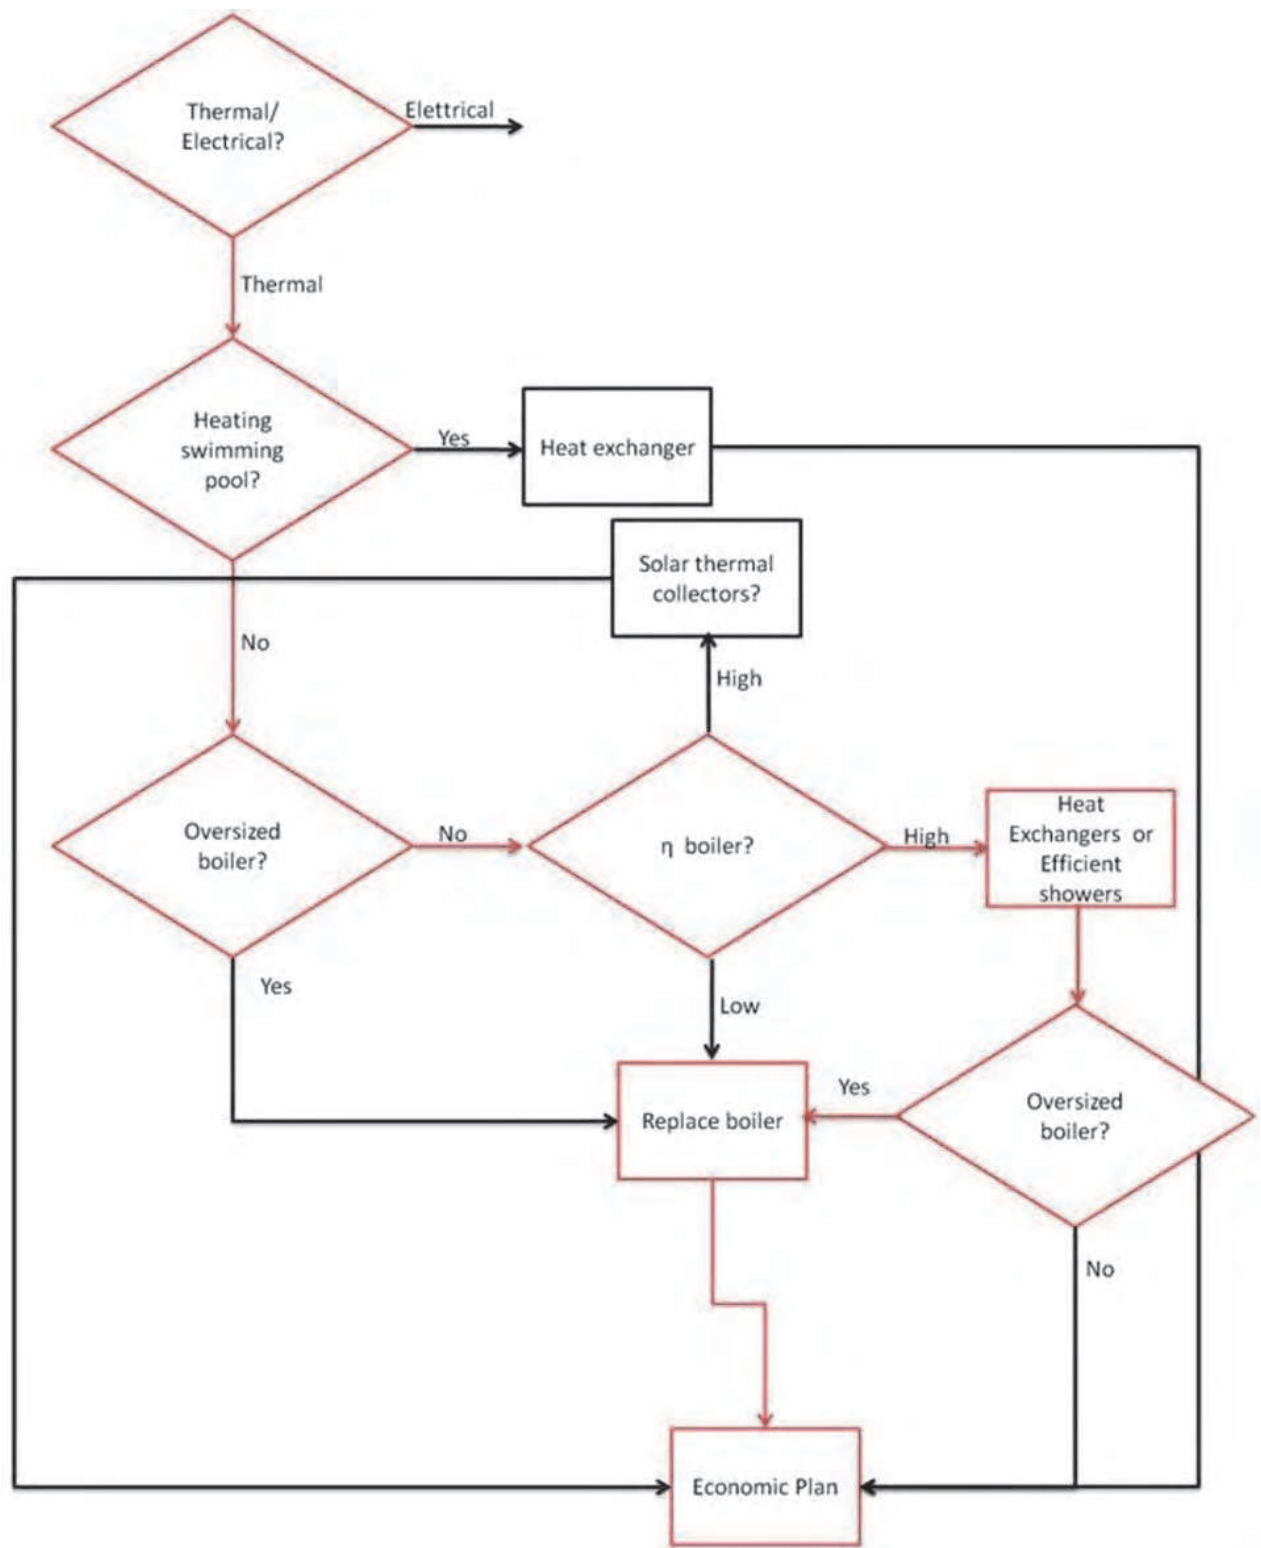 Thermal/
Electrical?
Elettrical
Thermal
Heating
swimming
pool?
Yes
Heat exchanger
Solar thermal
collectors?
No
High
Oversized
boiler?
No
η boiler?
High
Heat
Exchangers or
Efficient
showers
Yes
Low
Replace boiler
Yes
Oversized
boiler?
No
Economic Plan